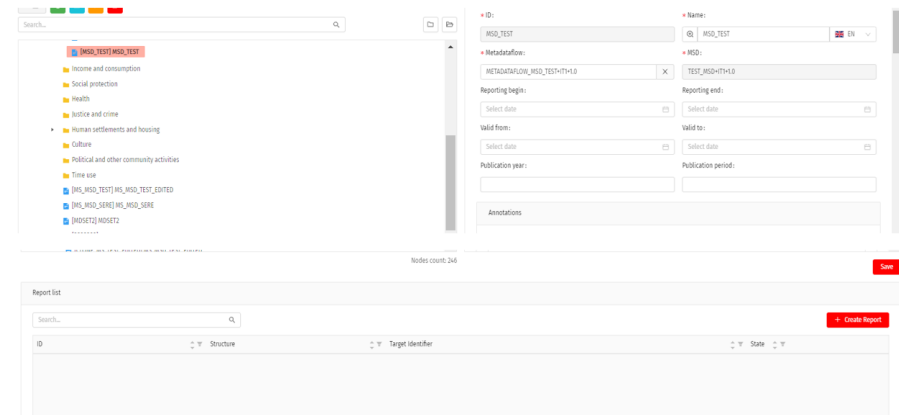 Search...
[MSD_TEST] MSD_TEST
Income and consumption
Social protection
Health
Justice and crime
Human settlements and housing
Culture
Political and other community activities
Time use
[MS_MSD_TEST] MS_MSD_TEST_EDITED
[MS_MSD_SERE] MS_MSD_SERE
[MDSET2] MDSET2
* ID:
* Name:
MSD_TEST
MSD_TEST
EN
* Metadataflow:
* MSD:
METADATAFLOW_MSD_TEST+IT1+1.0
TEST_MSD+IT1+1.0
Reporting begin:
Reporting end:
Select date
Select date
Valid from:
Valid to:
Select date
Select date
Publication year:
Publication period:
Annotations
Nodes count: 246
Save
Report list
Search...
+ Create Report
ID
Structure
Target Identifier
State